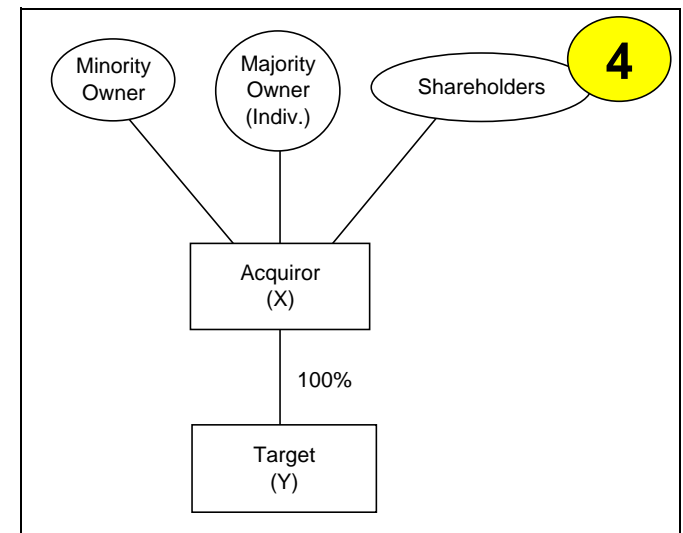 Minority
Owner
Majority
Owner
(Indiv.)
Shareholders
4
Acquiror
(X)
100%
Target
(Y)